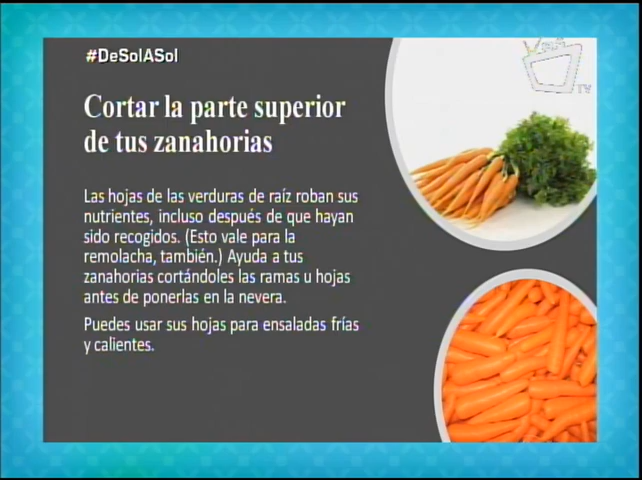 #DeSolASol
Cortar la parte superior
de tus zanahorias
Las hojas de las verduras de raíz roban sus
nutrientes, incluso después de que hayan
sido recogidos. (Esto vale para la
remolacha, también.) Ayuda a tus
zanahorias cortándoles las ramas u hojas
antes de ponerlas en la nevera.
Puedes usar sus hojas para ensaladas frías
y calientes.
TV